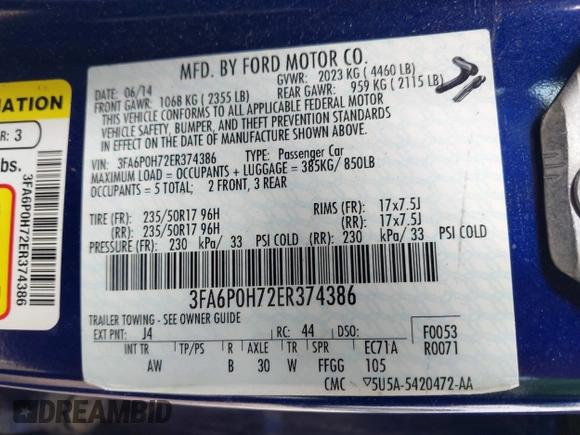 MFD. BY FORD MOTOR CO.
DATE: 06/14 GVWR: 2023 KG ( 4460 LB)
FRONT GAWR: 1068 KG ( 2355 LB) REAR GAWR: 959 KG ( 2115 LB)
THIS VEHICLE CONFORMS TO ALL APPLICABLE FEDERAL MOTOR
VEHICLE SAFETY, BUMPER, AND THEFT PREVENTION STANDARDS
IN EFFECT ON THE DATE OF MANUFACTURE SHOWN ABOVE.
VIN: 3FA6P0H72ER374386 TYPE: Passenger Car
MAXIMUM LOAD = OCCUPANTS + LUGGAGE = 385KG/ 850LB
OCCUPANTS = 5 TOTAL; 2 FRONT, 3 REAR
TIRE (FR): 235/50R17 96H RIMS (FR): 17x7.5J
(RR): 235/50R17 96H (RR): 17x7.5J
PRESSURE (FR): 230 kPa/ 33 PSI COLD (RR): 230 kPa/ 33 PSI COLD
3FA6P0H72ER374386
TRAILER TOWING - SEE OWNER GUIDE
EXT PNT: J4 RC: 44 DSO: F0053
INT TR TP/PS R AXLE TR SPR EC71A R0071
AW B 30 W FFGG 105
CMC ▽5U5A-5420472-AA
MATION
R: 3
bs.
3FA6P0H72ER374386
DREAMBID